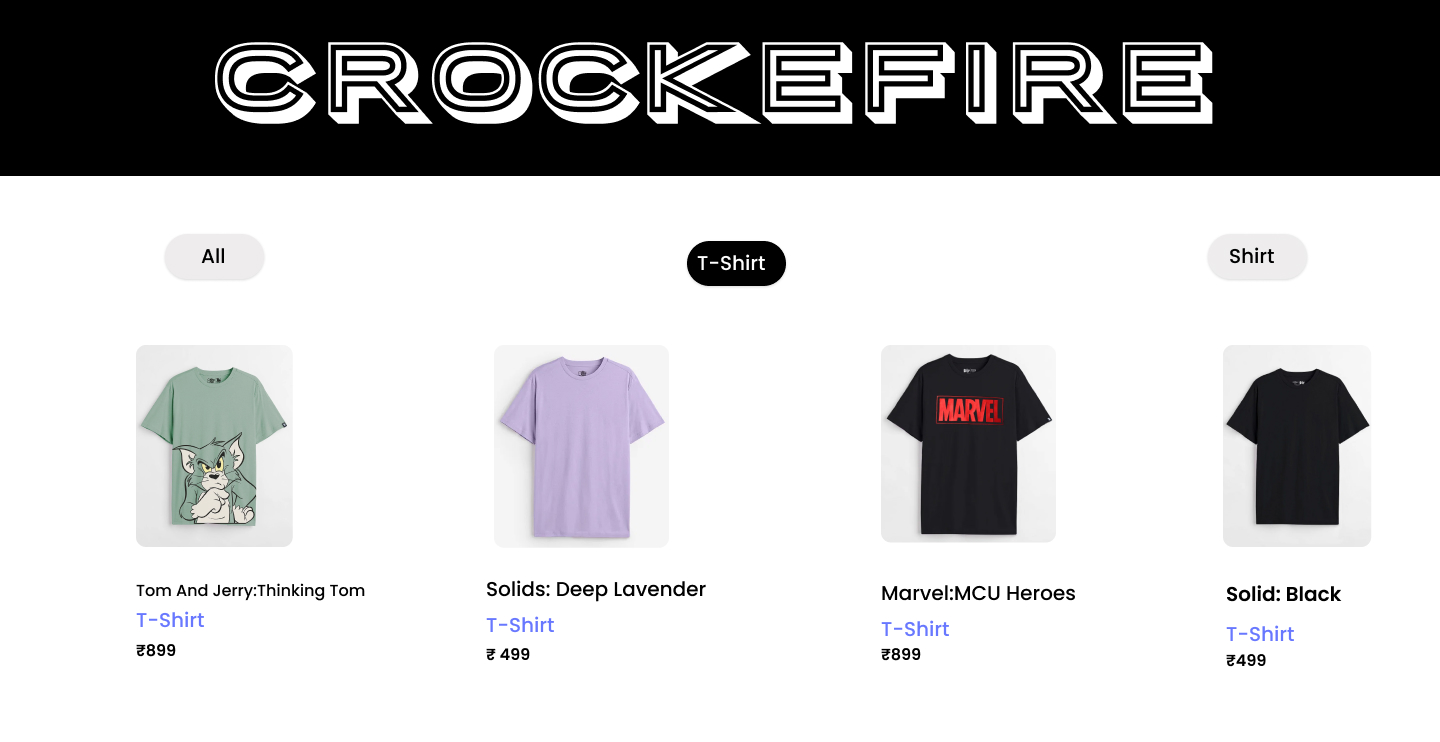 CROCKEFIRE
All
T-Shirt
Shirt
MARVEL
Tom And Jerry:Thinking Tom
T-Shirt
₹899
Solids: Deep Lavender
T-Shirt
₹ 499
Marvel:MCU Heroes
T-Shirt
₹899
Solid: Black
T-Shirt
₹499